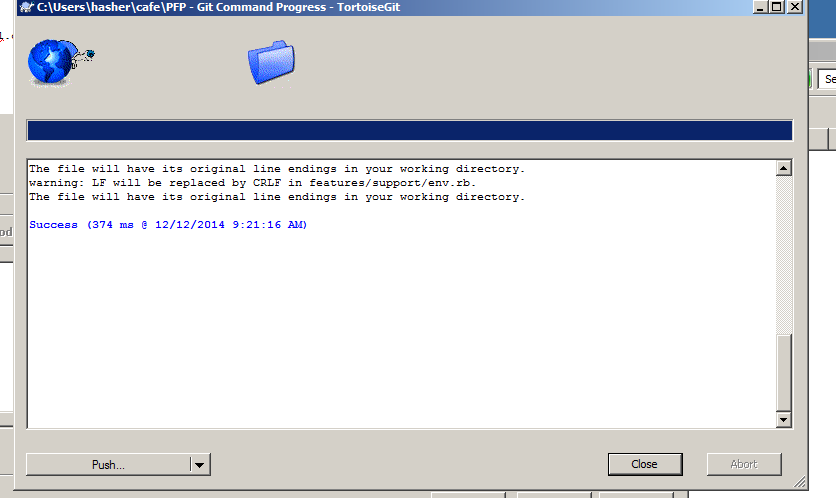 C:\Users\hasher\cafe\PFP - Git Command Progress - TortoiseGit
Se
The file will have its original line endings in your working directory.
warning: LF will be replaced by CRLF in features/support/env.rb.
The file will have its original line endings in your working directory.
Success (374 ms @ 12/12/2014 9:21:16 AM)
od
Push...
Close
Abort